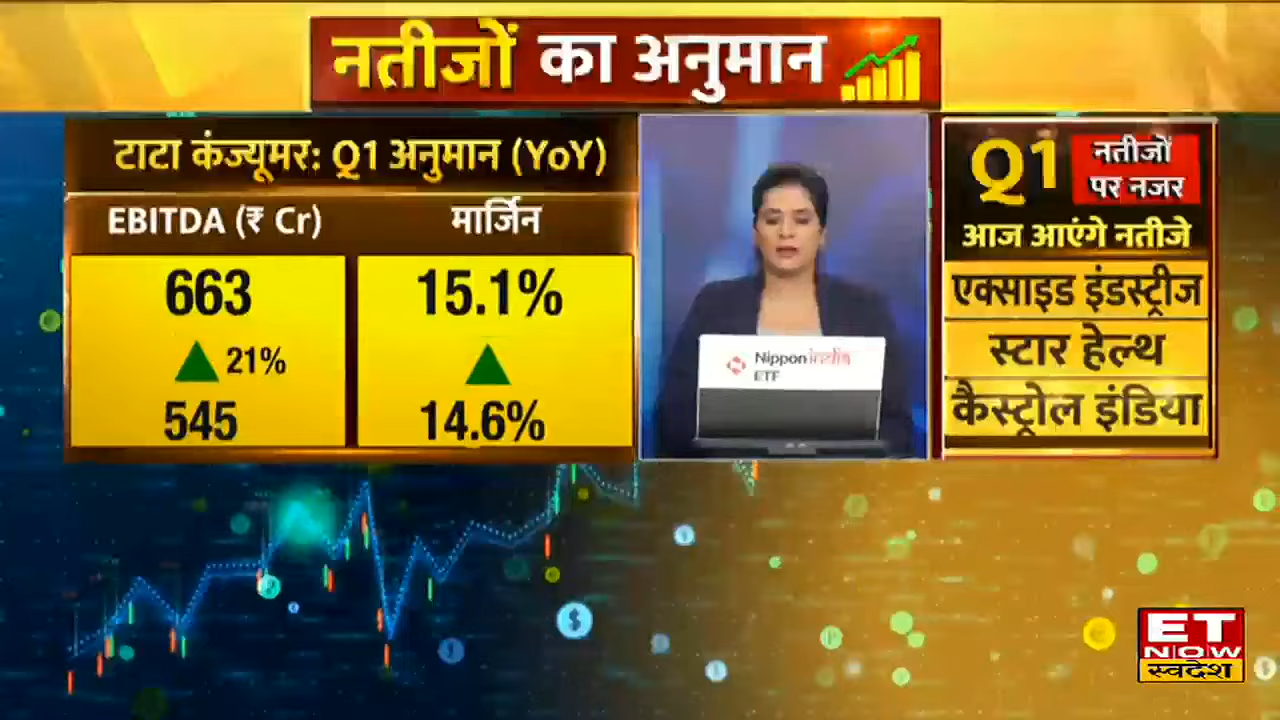 नतीजों का अनुमान
टाटा कंज्यूमर: Q1 अनुमान (YoY)
EBITDA (₹ Cr)
मार्जिन
663
15.1%
21%
545
14.6%
Nippon india
ETF
Q1
नतीजों
पर नजर
आज आएंगे नतीजे
एक्साइड इंडस्ट्रीज
स्टार हेल्थ
कैस्ट्रोल इंडिया
ET
NOW
स्वदेश